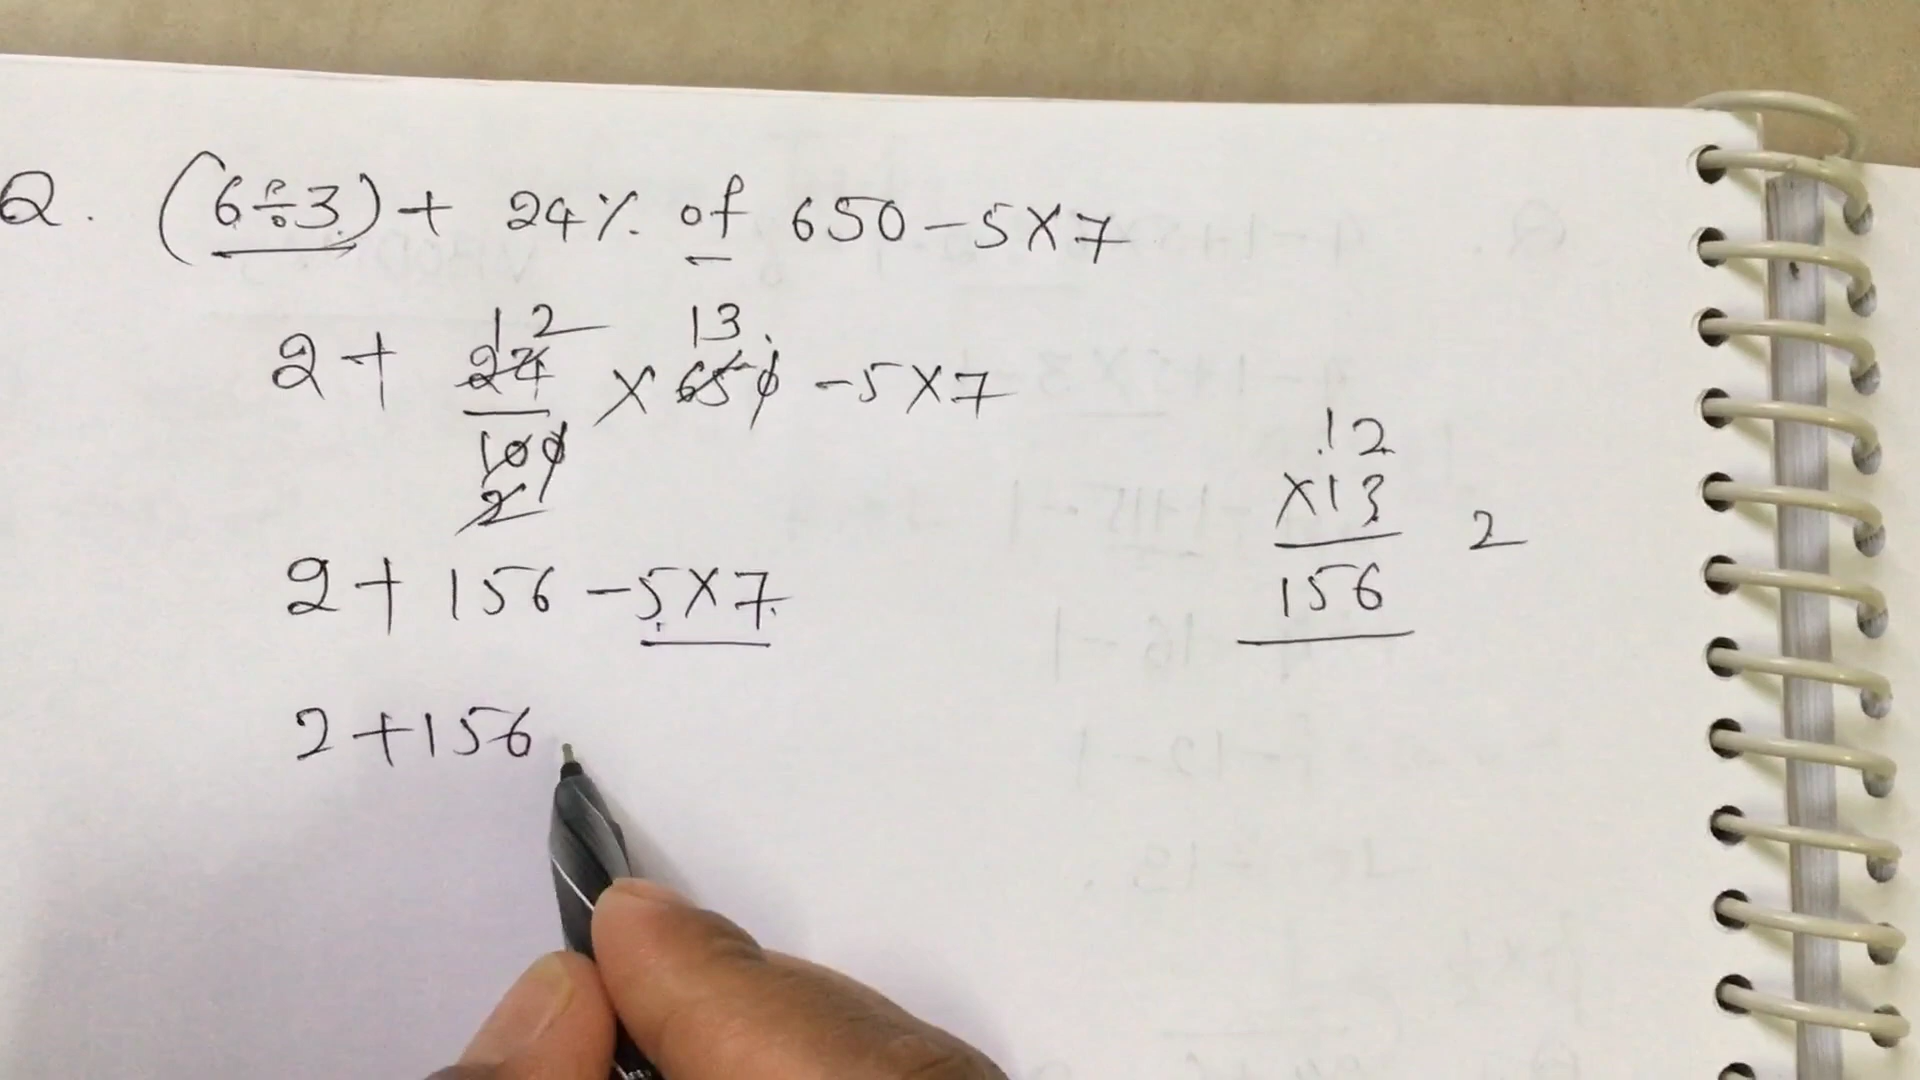 Q. (6÷3) + 24% of 650 - 5×7
12 13
2 + 24/100 × 650 - 5×7
2
2 + 156 - 5×7
2 + 156
12
×13
156
2